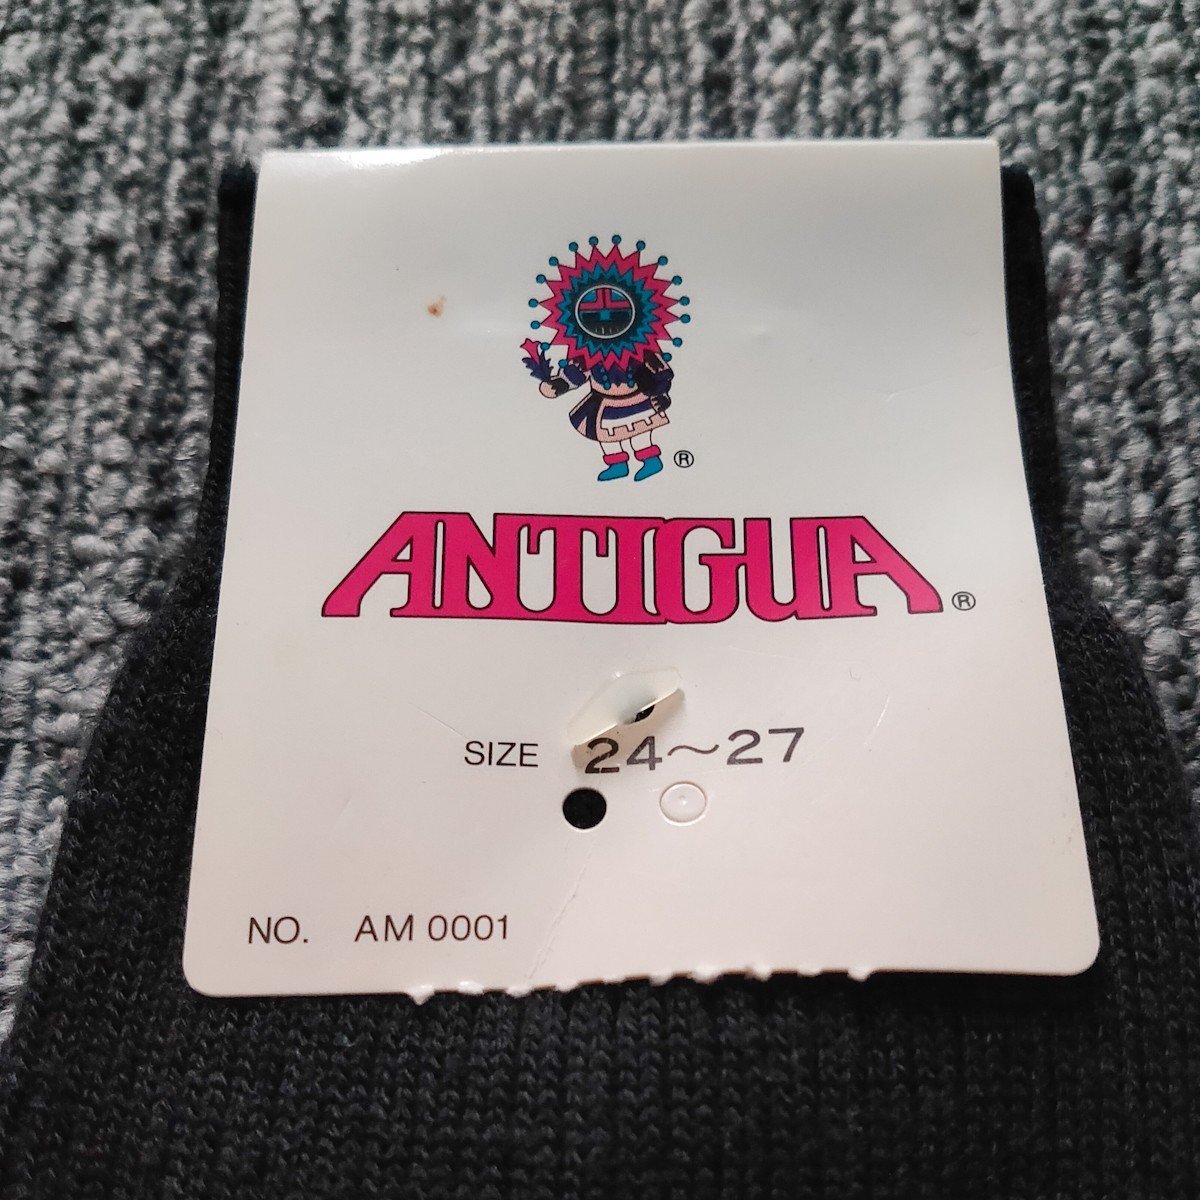 ®
ANTIGUA®
SIZE 24～27
NO. AM 0001